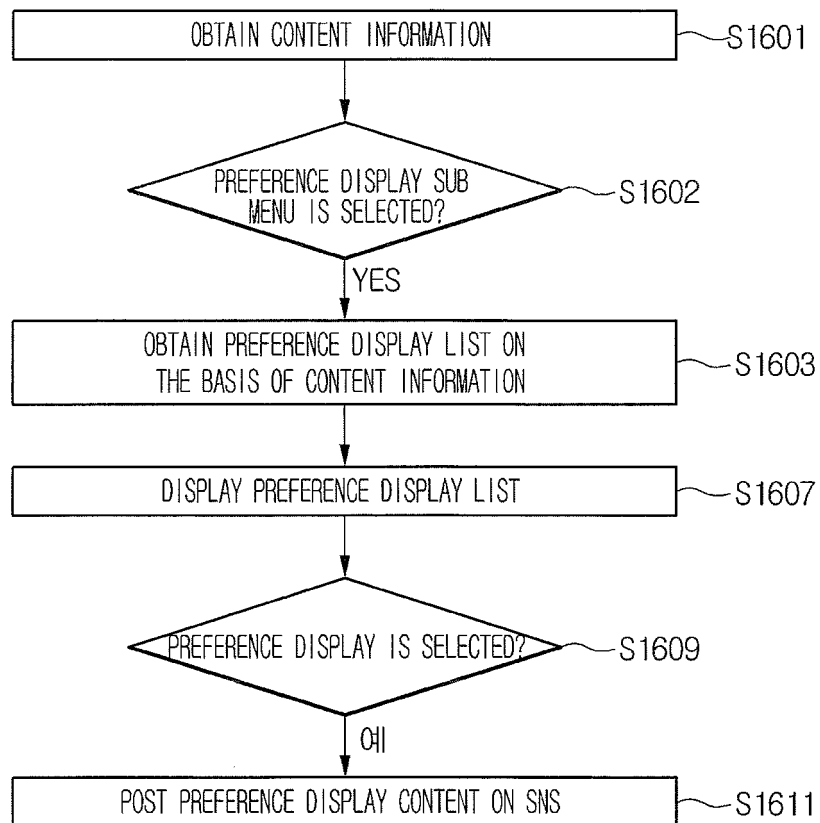 OBTAIN CONTENT INFORMATION
S1601
PREFERENCE DISPLAY SUB
MENU IS SELECTED?
S1602
YES
OBTAIN PREFERENCE DISPLAY LIST ON
THE BASIS OF CONTENT INFORMATION
S1603
DISPLAY PREFERENCE DISPLAY LIST
S1607
PREFERENCE DISPLAY IS SELECTED?
S1609
예
POST PREFERENCE DISPLAY CONTENT ON SNS
S1611